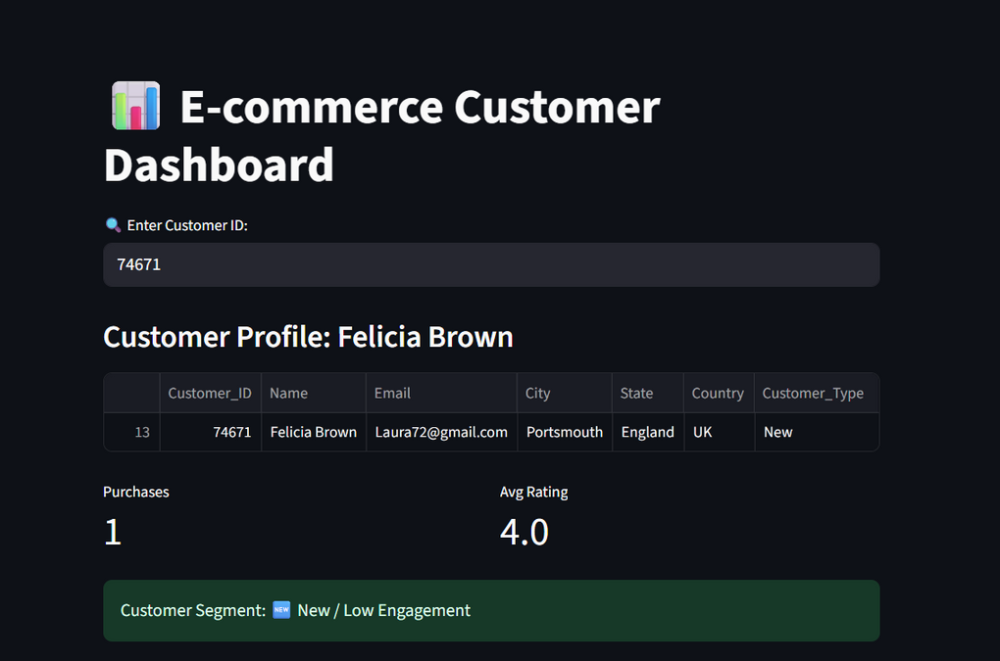 📊 E-commerce Customer
Dashboard
🔍 Enter Customer ID:
74671
Customer Profile: Felicia Brown
Customer_ID Name Email City State Country Customer_Type
13 74671 Felicia Brown Laura72@gmail.com Portsmouth England UK New
Purchases Avg Rating
1 4.0
Customer Segment: 🆕 New / Low Engagement